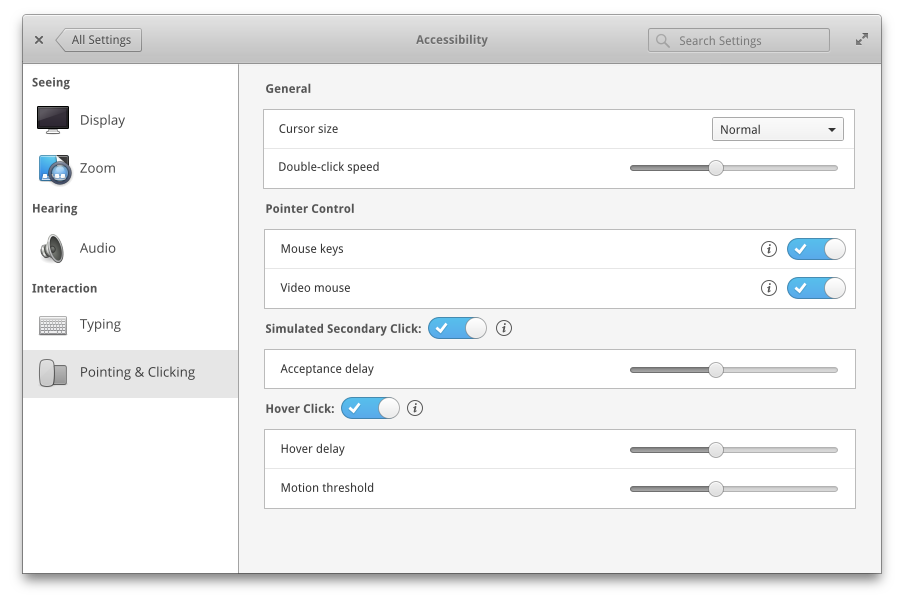 All Settings
Accessibility
Search Settings
Seeing
Display
Zoom
Hearing
Audio
Interaction
Typing
Pointing & Clicking
General
Cursor size
Normal
Double-click speed
Pointer Control
Mouse keys
Video mouse
Simulated Secondary Click:
Acceptance delay
Hover Click:
Hover delay
Motion threshold